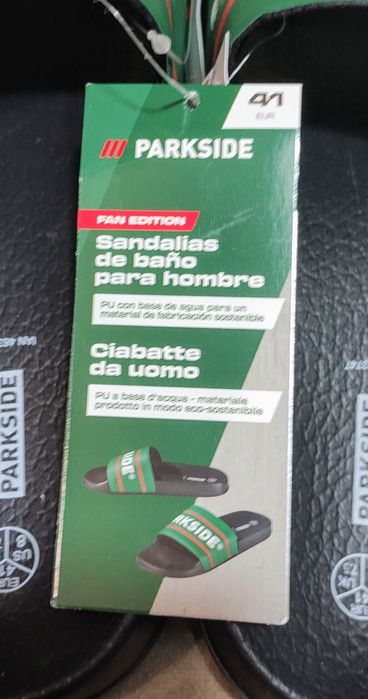 41
EUR
PARKSIDE
FAN EDITION
Sandalias
de baño
para hombre
PU con base de agua para un
material de fabricación sostenible
Ciabatte
da uomo
PU a base d'acqua - materiale
prodotto in modo eco-sostenibile
PARKSIDE
PARKSIDE
RKSIDE